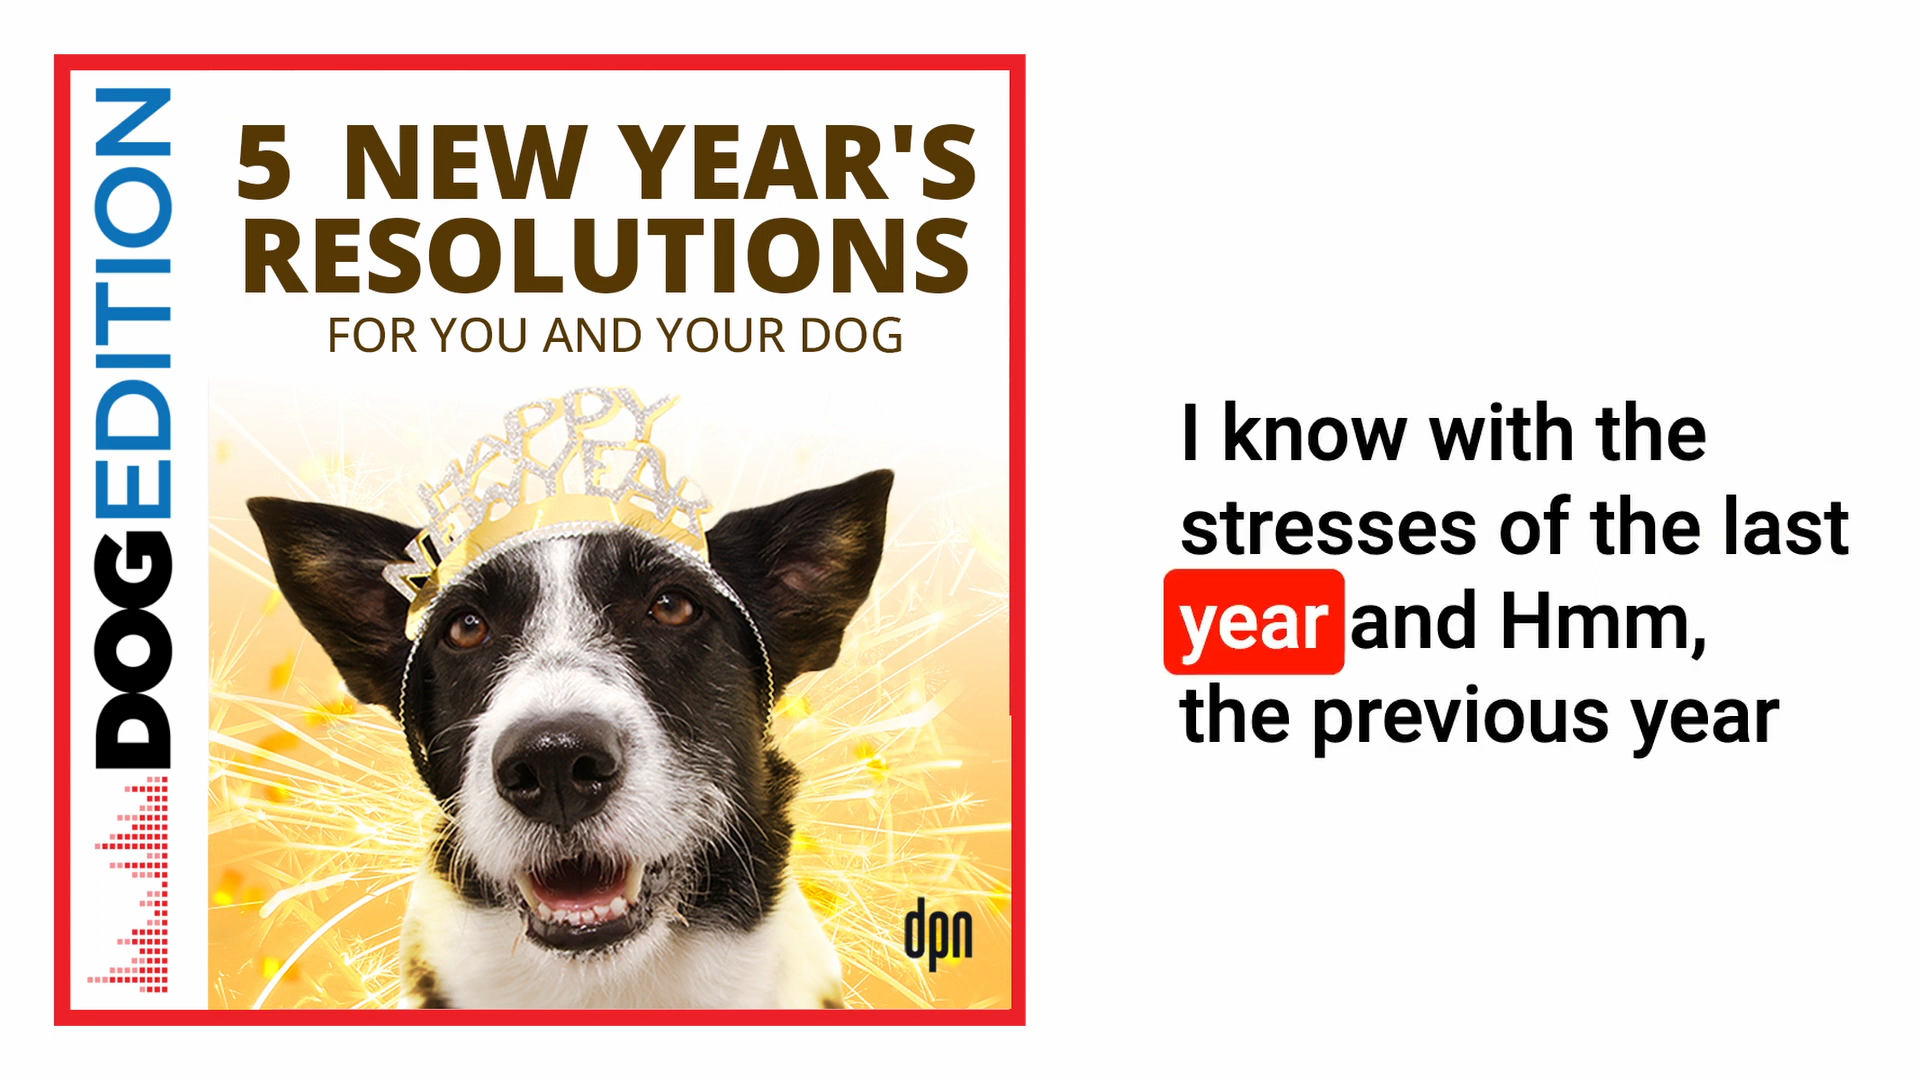 DOGEDITION
5 NEW YEAR'S
RESOLUTIONS
FOR YOU AND YOUR DOG
HAPPY
NEW YEAR
dpn
I know with the
stresses of the last
year and Hmm,
the previous year